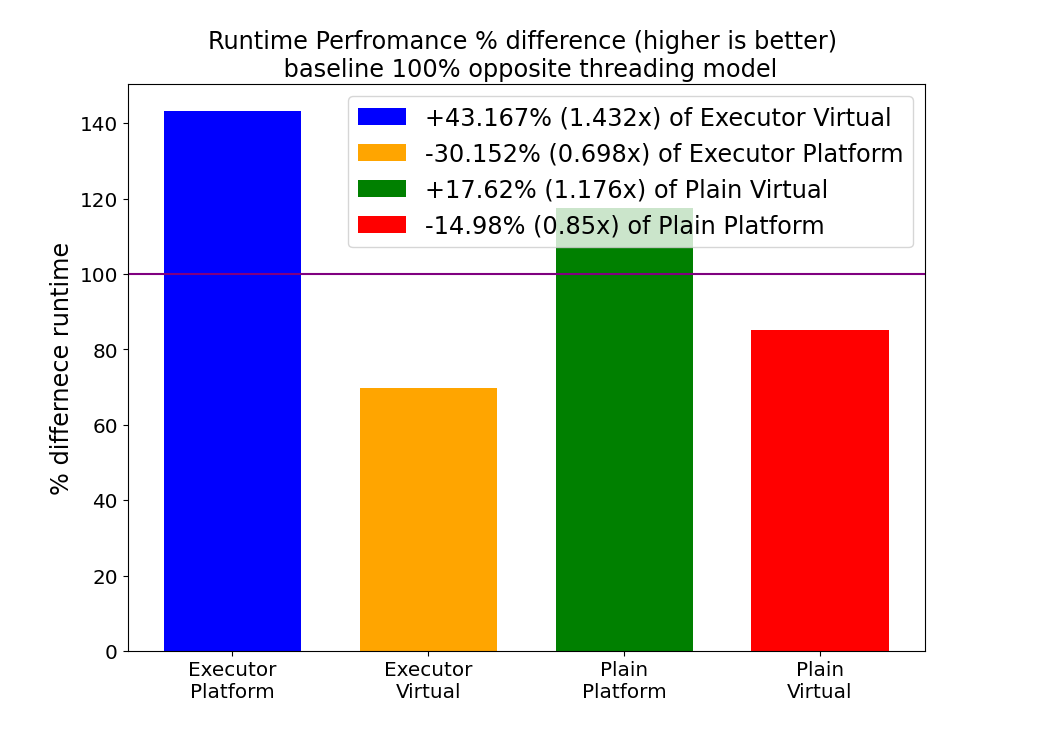 Runtime Perfromance % difference (higher is better)
baseline 100% opposite threading model
+43.167% (1.432x) of Executor Virtual
-30.152% (0.698x) of Executor Platform
+17.62% (1.176x) of Plain Virtual
-14.98% (0.85x) of Plain Platform
% differnece runtime
140
120
100
80
60
40
20
0
Executor
Platform
Executor
Virtual
Plain
Platform
Plain
Virtual